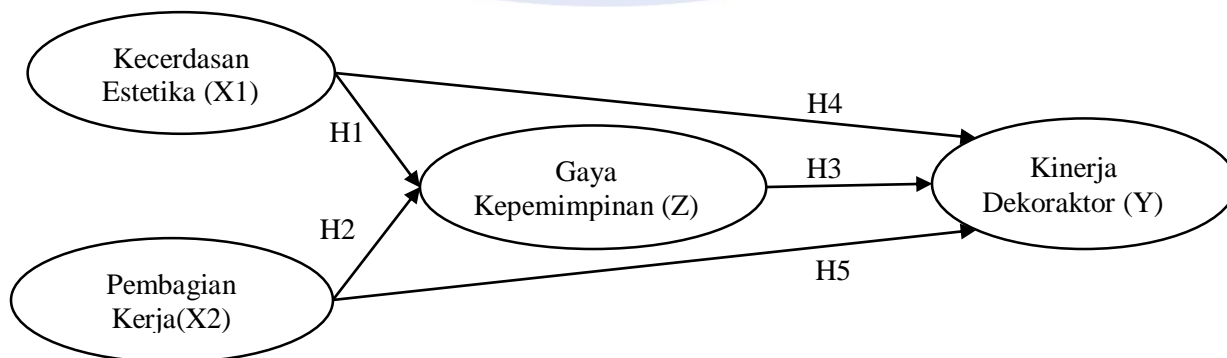 Kecerdasan
Estetika (X1)
H4
H1
Gaya
Kepemimpinan (Z)
H3
Kinerja
Dekoraktor (Y)
H2
H5
Pembagian
Kerja(X2)